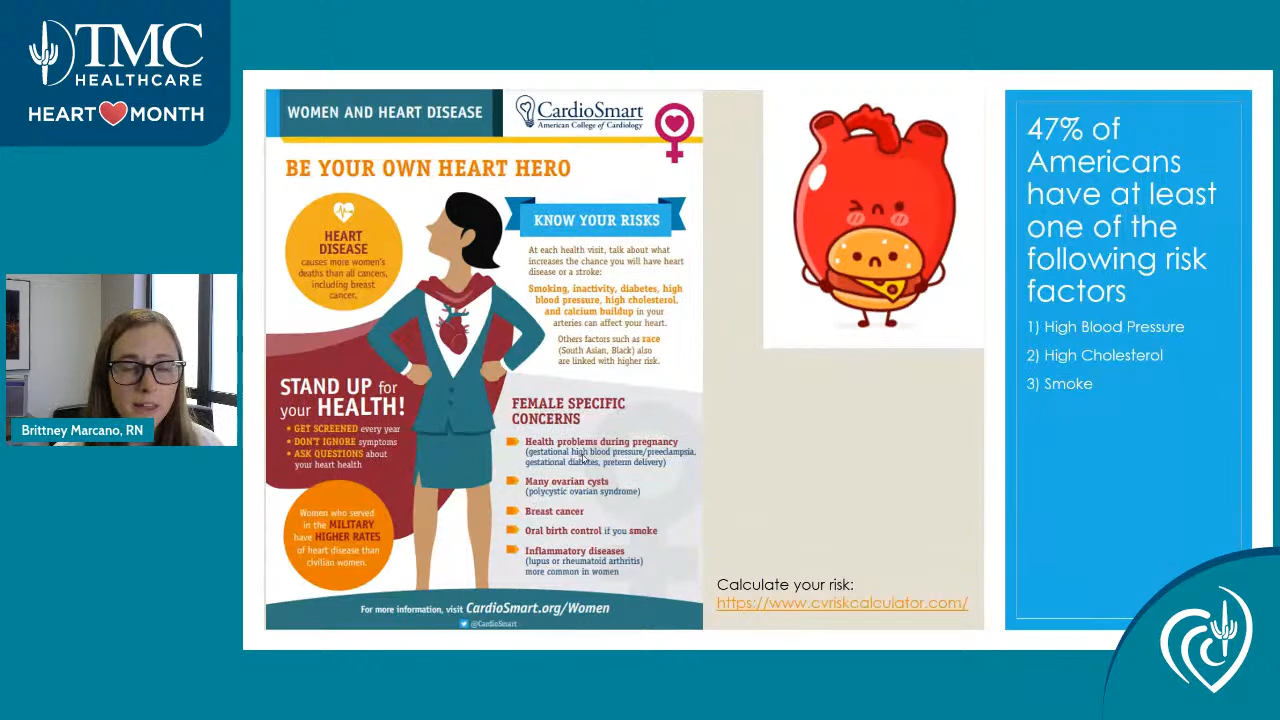 TMC
HEALTHCARE
HEART MONTH
Brittney Marcano, RN
WOMEN AND HEART DISEASE
CardioSmart
American College of Cardiology
BE YOUR OWN HEART HERO
HEART
DISEASE
causes more women's
deaths than all cancers,
including breast
cancer.
KNOW YOUR RISKS
At each health visit, talk about what
increases the chance you will have heart
disease or a stroke:
Smoking, inactivity, diabetes, high
blood pressure, high cholesterol,
and calcium buildup in your
arteries can affect your heart.
Others factors such as race
(South Asian, Black) also
are linked with higher risk.
STAND UP for
your HEALTH!
• GET SCREENED every year
• DON'T IGNORE symptoms
• ASK QUESTIONS about
your heart health
Women who served
in the MILITARY
have HIGHER RATES
of heart disease than
civilian women.
FEMALE SPECIFIC
CONCERNS
Health problems during pregnancy
(gestational high blood pressure/preeclampsia,
gestational diabetes, preterm delivery)
Many ovarian cysts
(polycystic ovarian syndrome)
Breast cancer
Oral birth control if you smoke
Inflammatory diseases
(lupus or rheumatoid arthritis)
more common in women
For more information, visit CardioSmart.org/Women
@CardioSmart
Calculate your risk:
https://www.cvriskcalculator.com/
47% of
Americans
have at least
one of the
following risk
factors
1) High Blood Pressure
2) High Cholesterol
3) Smoke